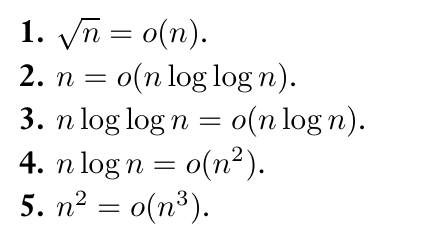 1. √n = o(n).
2. n = o(n log log n).
3. n log log n = o(n log n).
4. n log n = o(n²).
5. n² = o(n³).